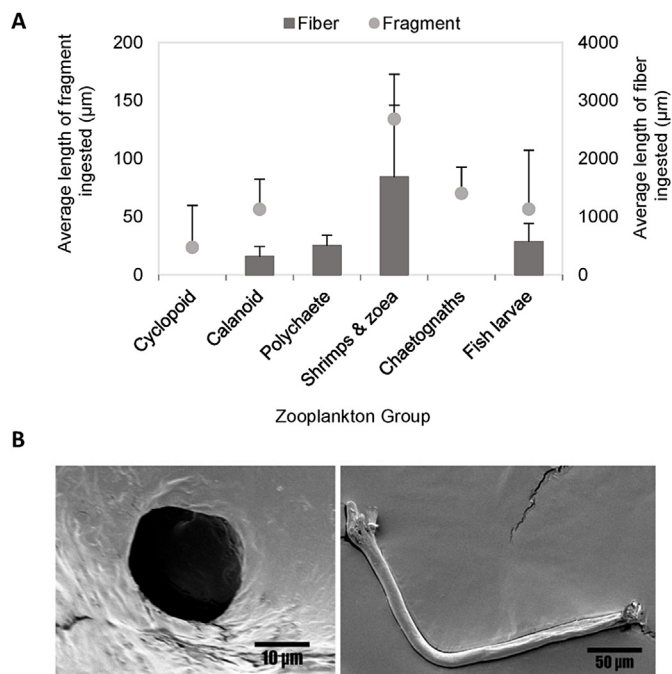 A
Fiber Fragment
Average length of fragment
ingested (µm)
200
150
100
50
0
4000
3000
2000
1000
0
Average length of fiber
ingested (µm)
Cyclopoid
Calanoid
Polychaete
Shrimps & zoea
Chaetognaths
Fish larvae
Zooplankton Group
B
10 µm
50 µm